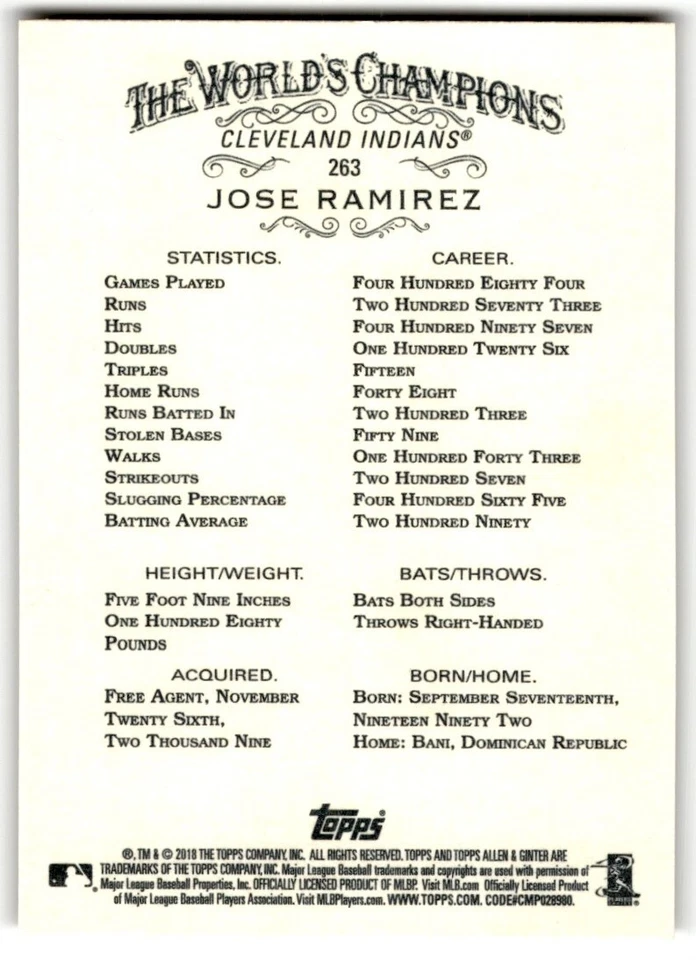 THE WORLD'S CHAMPIONS
CLEVELAND INDIANS®
263
JOSE RAMIREZ
STATISTICS. CAREER.
GAMES PLAYED FOUR HUNDRED EIGHTY FOUR
RUNS TWO HUNDRED SEVENTY THREE
HITS FOUR HUNDRED NINETY SEVEN
DOUBLES ONE HUNDRED TWENTY SIX
TRIPLES FIFTEEN
HOME RUNS FORTY EIGHT
RUNS BATTED IN TWO HUNDRED THREE
STOLEN BASES FIFTY NINE
WALKS ONE HUNDRED FORTY THREE
STRIKEOUTS TWO HUNDRED SEVEN
SLUGGING PERCENTAGE FOUR HUNDRED SIXTY FIVE
BATTING AVERAGE TWO HUNDRED NINETY
HEIGHT/WEIGHT.
FIVE FOOT NINE INCHES
ONE HUNDRED EIGHTY
POUNDS
BATS/THROWS.
BATS BOTH SIDES
THROWS RIGHT-HANDED
ACQUIRED.
FREE AGENT, NOVEMBER
TWENTY SIXTH,
TWO THOUSAND NINE
BORN/HOME.
BORN: SEPTEMBER SEVENTEENTH,
NINETEEN NINETY TWO
HOME: BANI, DOMINICAN REPUBLIC
Topps®
®, TM & © 2018 THE TOPPS COMPANY, INC. ALL RIGHTS RESERVED. TOPPS AND TOPPS ALLEN & GINTER ARE
TRADEMARKS OF THE TOPPS COMPANY, INC. Major League Baseball trademarks and copyrights are used with permission of
Major League Baseball Properties, Inc. OFFICIALLY LICENSED PRODUCT OF MLBP. Visit MLB.com Officially Licensed Product
of Major League Baseball Players Association. Visit MLBPlayers.com. WWW.TOPPS.COM. CODE#CMP028980.